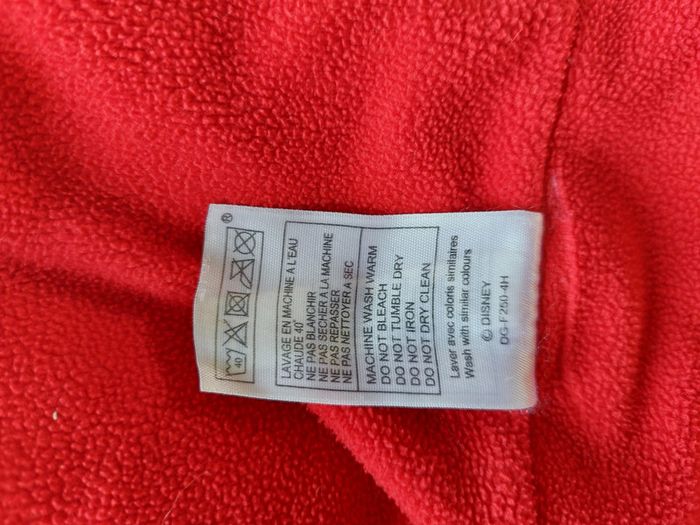 ®
40
LAVAGE EN MACHINE A L'EAU
CHAUDE 40°
NE PAS BLANCHIR
NE PAS SECHER A LA MACHINE
NE PAS REPASSER
NE PAS NETTOYER A SEC
MACHINE WASH WARM
DO NOT BLEACH
DO NOT TUMBLE DRY
DO NOT IRON
DO NOT DRY CLEAN
Laver avec coloris similaires
Wash with similar colours
© DISNEY
DG-F250-4H